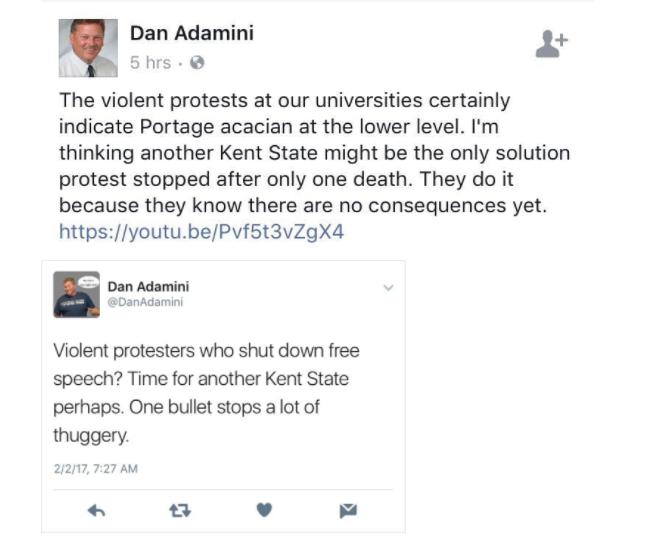 Dan Adamini
5 hrs ·
The violent protests at our universities certainly
indicate Portage acacian at the lower level. I'm
thinking another Kent State might be the only solution
protest stopped after only one death. They do it
because they know there are no consequences yet.
https://youtu.be/Pvf5t3vZgX4
Dan Adamini
@DanAdamini
Violent protesters who shut down free
speech? Time for another Kent State
perhaps. One bullet stops a lot of
thuggery.
2/2/17, 7:27 AM